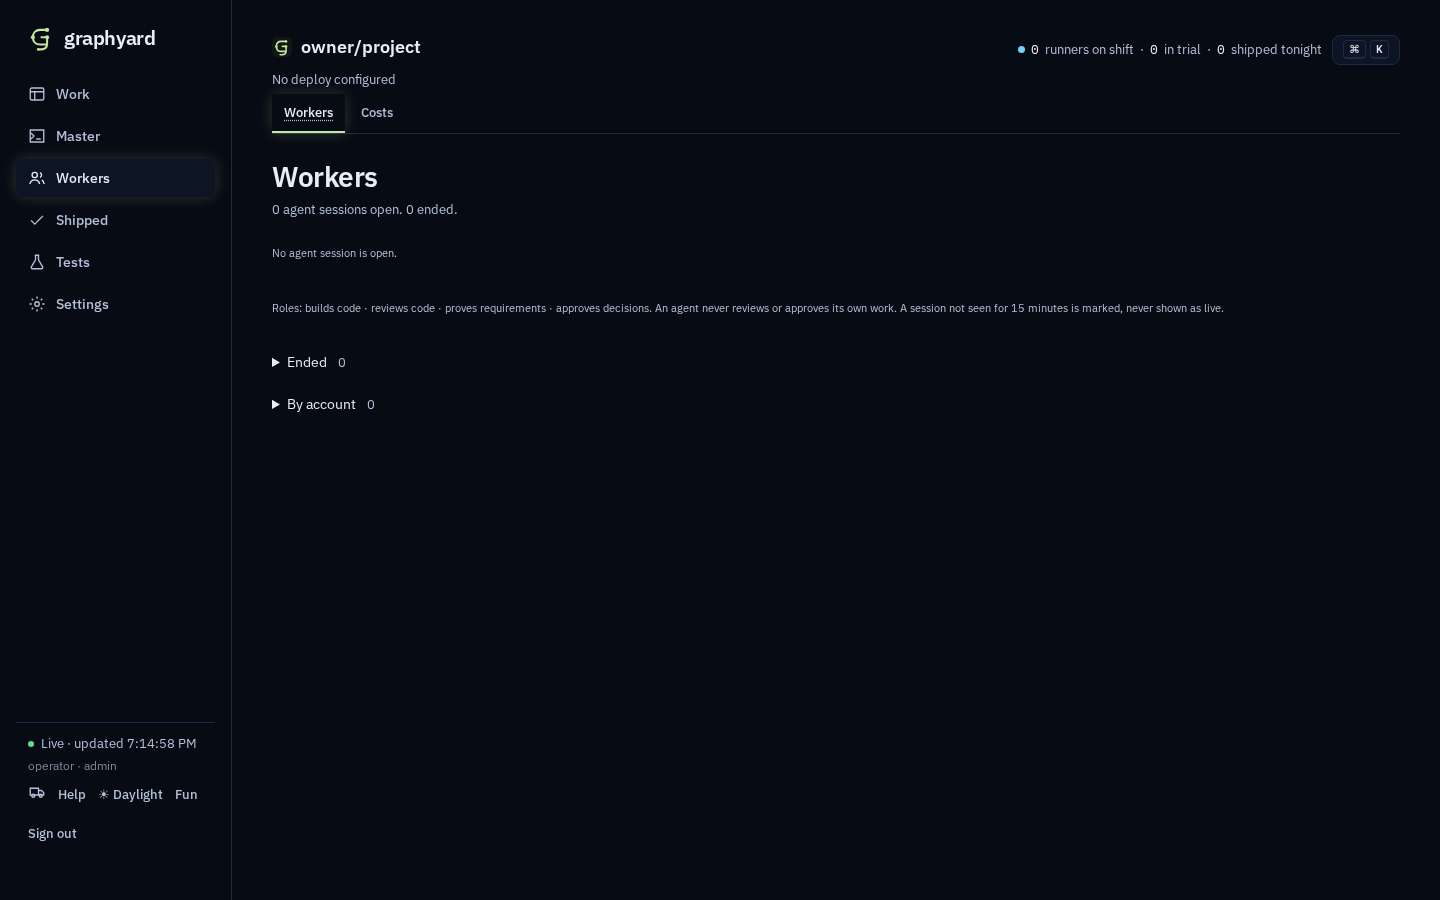 graphyard
Work
Master
Workers
Shipped
Tests
Settings
Live · updated 7:14:58 PM
operator · admin
Help ☀ Daylight Fun
Sign out
owner/project
0 runners on shift · 0 in trial · 0 shipped tonight ⌘ K
No deploy configured
Workers Costs
Workers
0 agent sessions open. 0 ended.
No agent session is open.
Roles: builds code · reviews code · proves requirements · approves decisions. An agent never reviews or approves its own work. A session not seen for 15 minutes is marked, never shown as live.
▶ Ended 0
▶ By account 0